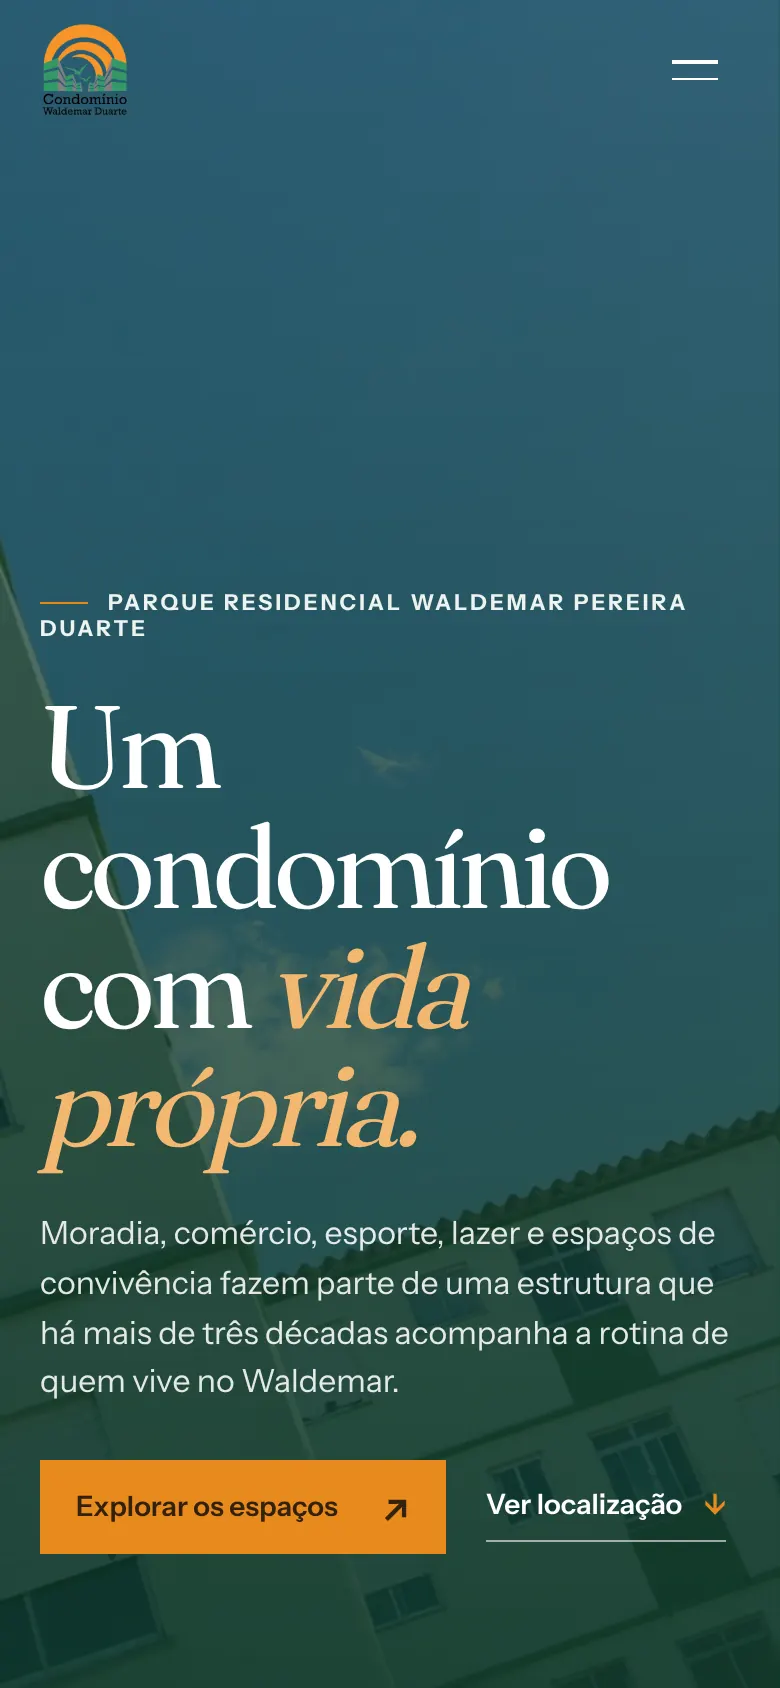 Condomínio
Waldemar Duarte
PARQUE RESIDENCIAL WALDEMAR PEREIRA
DUARTE
Um
condomínio
com vida
própria.
Moradia, comércio, esporte, lazer e espaços de
convivência fazem parte de uma estrutura que
há mais de três décadas acompanha a rotina de
quem vive no Waldemar.
Explorar os espaços
Ver localização